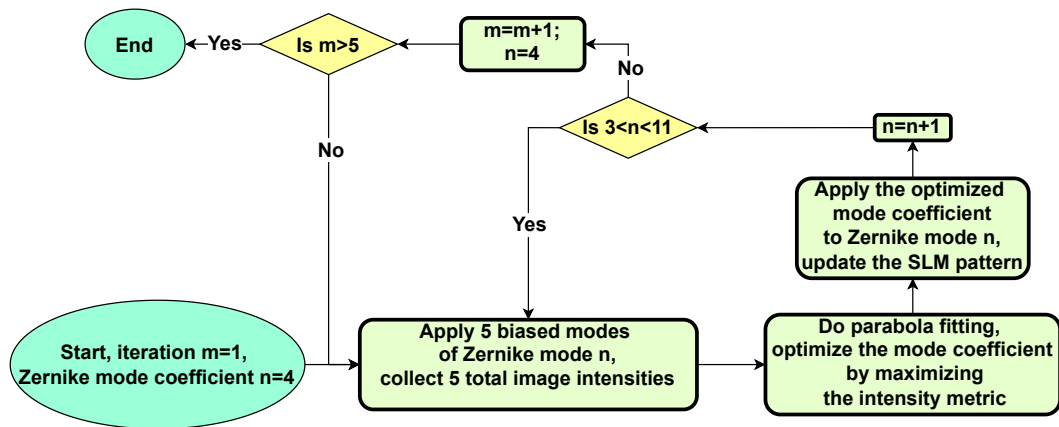 End
Yes
Is m>5
m=m+1;
n=4
No
Is 3<n<11
n=n+1
No
Yes
Apply the optimized
mode coefficient
to Zernike mode n,
update the SLM pattern
Start, iteration m=1,
Zernike mode coefficient n=4
Apply 5 biased modes
of Zernike mode n,
collect 5 total image intensities
Do parabola fitting,
optimize the mode coefficient
by maximizing
the intensity metric